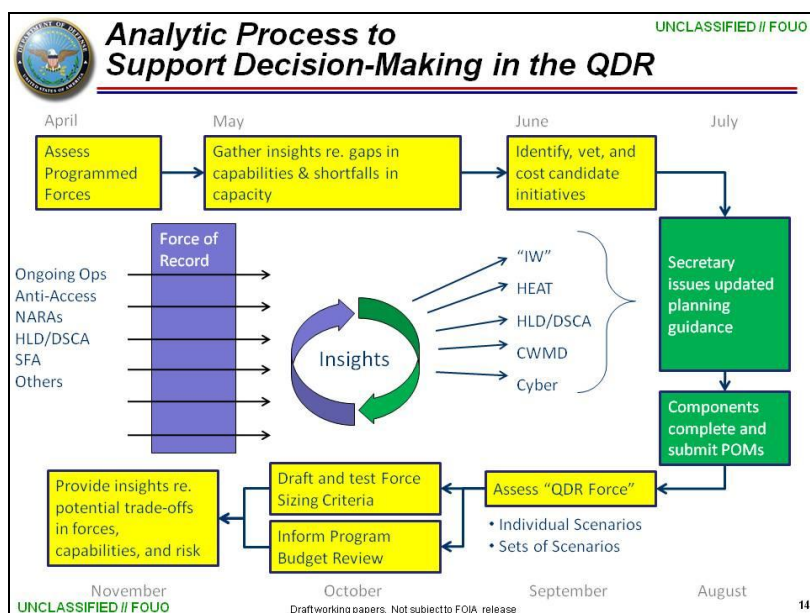 UNCLASSIFIED // FOUO
Analytic Process to
Support Decision-Making in the QDR
April
May
June
July
Assess
Programmed
Forces
Gather insights re. gaps in
capabilities & shortfalls in
capacity
Identify, vet, and
cost candidate
initiatives
Force of
Record
Ongoing Ops
Anti-Access
NARAs
HLD/DSCA
SFA
Others
Insights
"IW"
HEAT
HLD/DSCA
CWMD
Cyber
Secretary
issues updated
planning
guidance
Components
complete and
submit POMs
Provide insights re.
potential trade-offs
in forces,
capabilities, and risk
Draft and test Force
Sizing Criteria
Inform Program
Budget Review
Assess "QDR Force"
• Individual Scenarios
• Sets of Scenarios
November
October
September
August
UNCLASSIFIED // FOUO
Draft working papers. Not subject to FOIA release